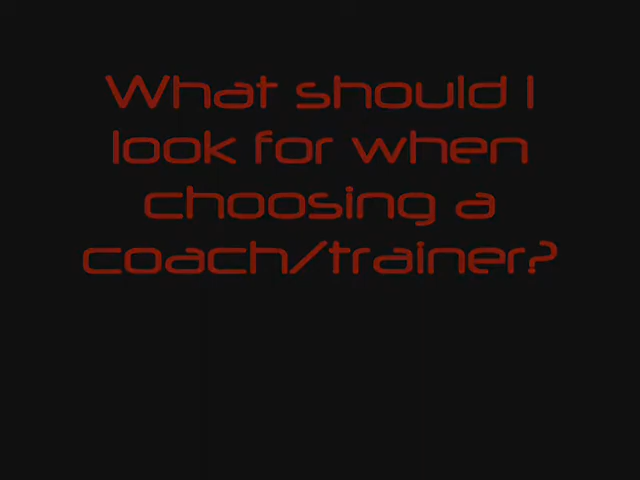 What should I
look for when
choosing a
coach/trainer?